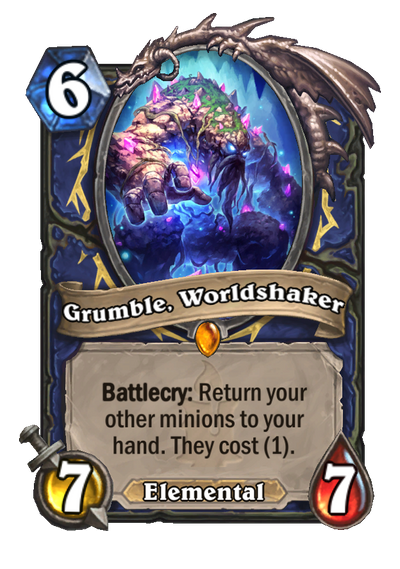 6
Grumble, Worldshaker
Battlecry: Return your
other minions to your
hand. They cost (1).
7
Elemental
7